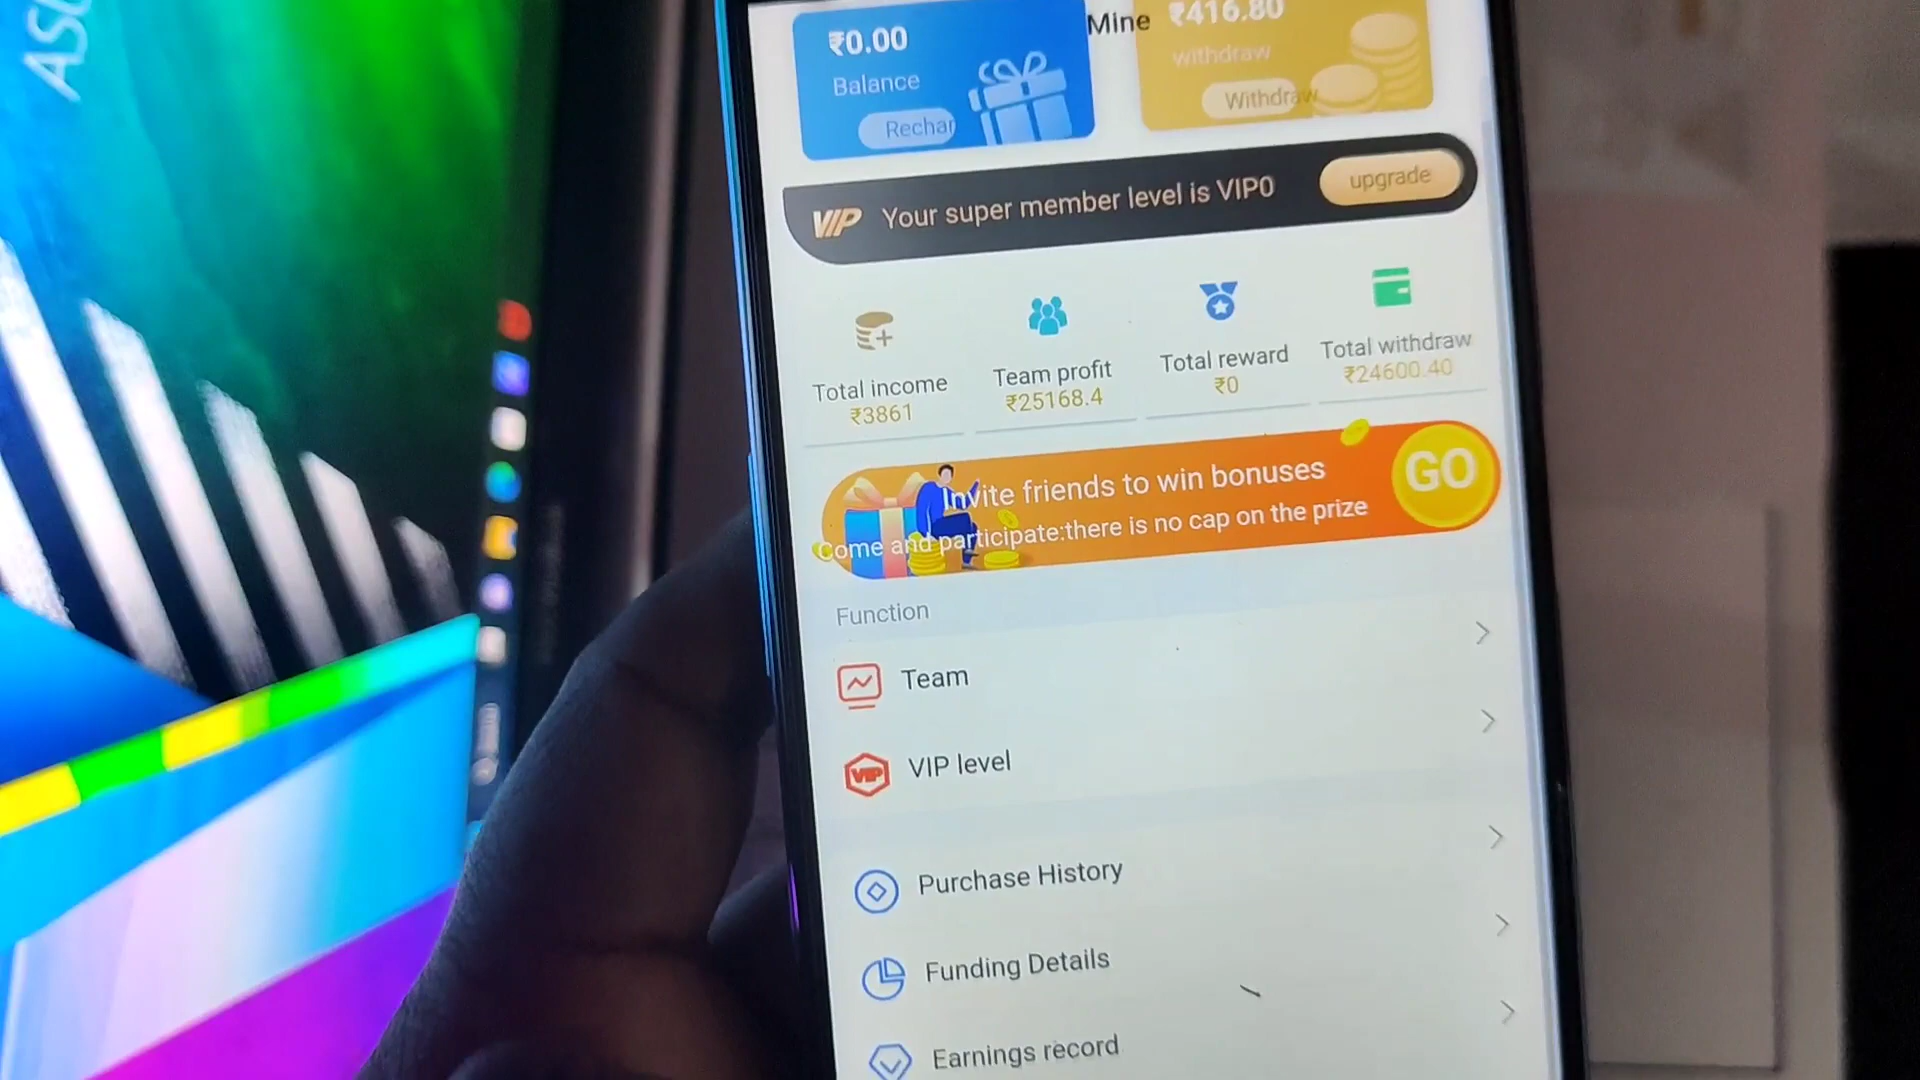 Mine
₹0.00
Balance
Rechar
₹416.80
withdraw
Withdraw
VIP Your super member level is VIP0
upgrade
Total income
₹3861
Team profit
₹25168.4
Total reward
₹0
Total withdraw
₹24600.40
Invite friends to win bonuses
Come and participate:there is no cap on the prize
GO
Function
Team
VIP VIP level
Purchase History
Funding Details
Earnings record